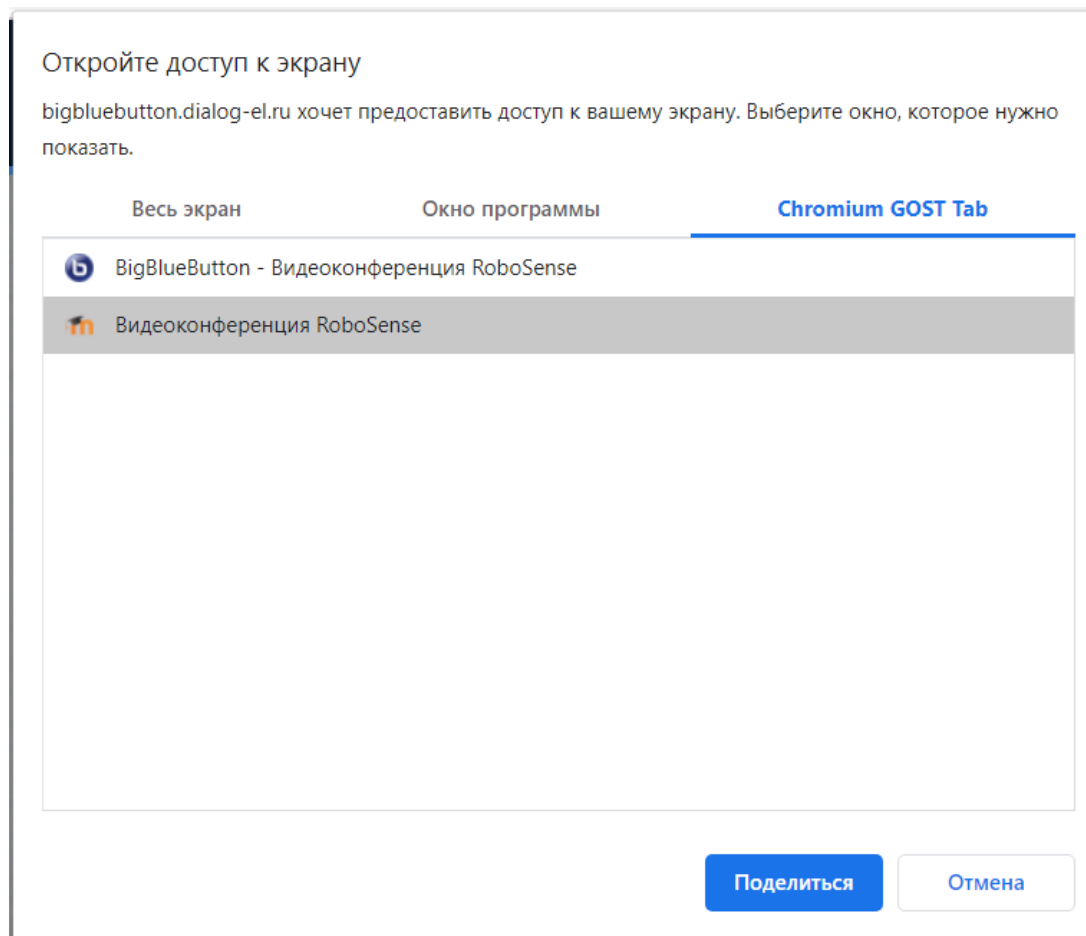 Откройте доступ к экрану
bigbluebutton.dialog-el.ru хочет предоставить доступ к вашему экрану. Выберите окно, которое нужно
показать.
Весь экран Окно программы Chromium GOST Tab
BigBlueButton - Видеоконференция RoboSense
Видеоконференция RoboSense
Поделиться Отмена